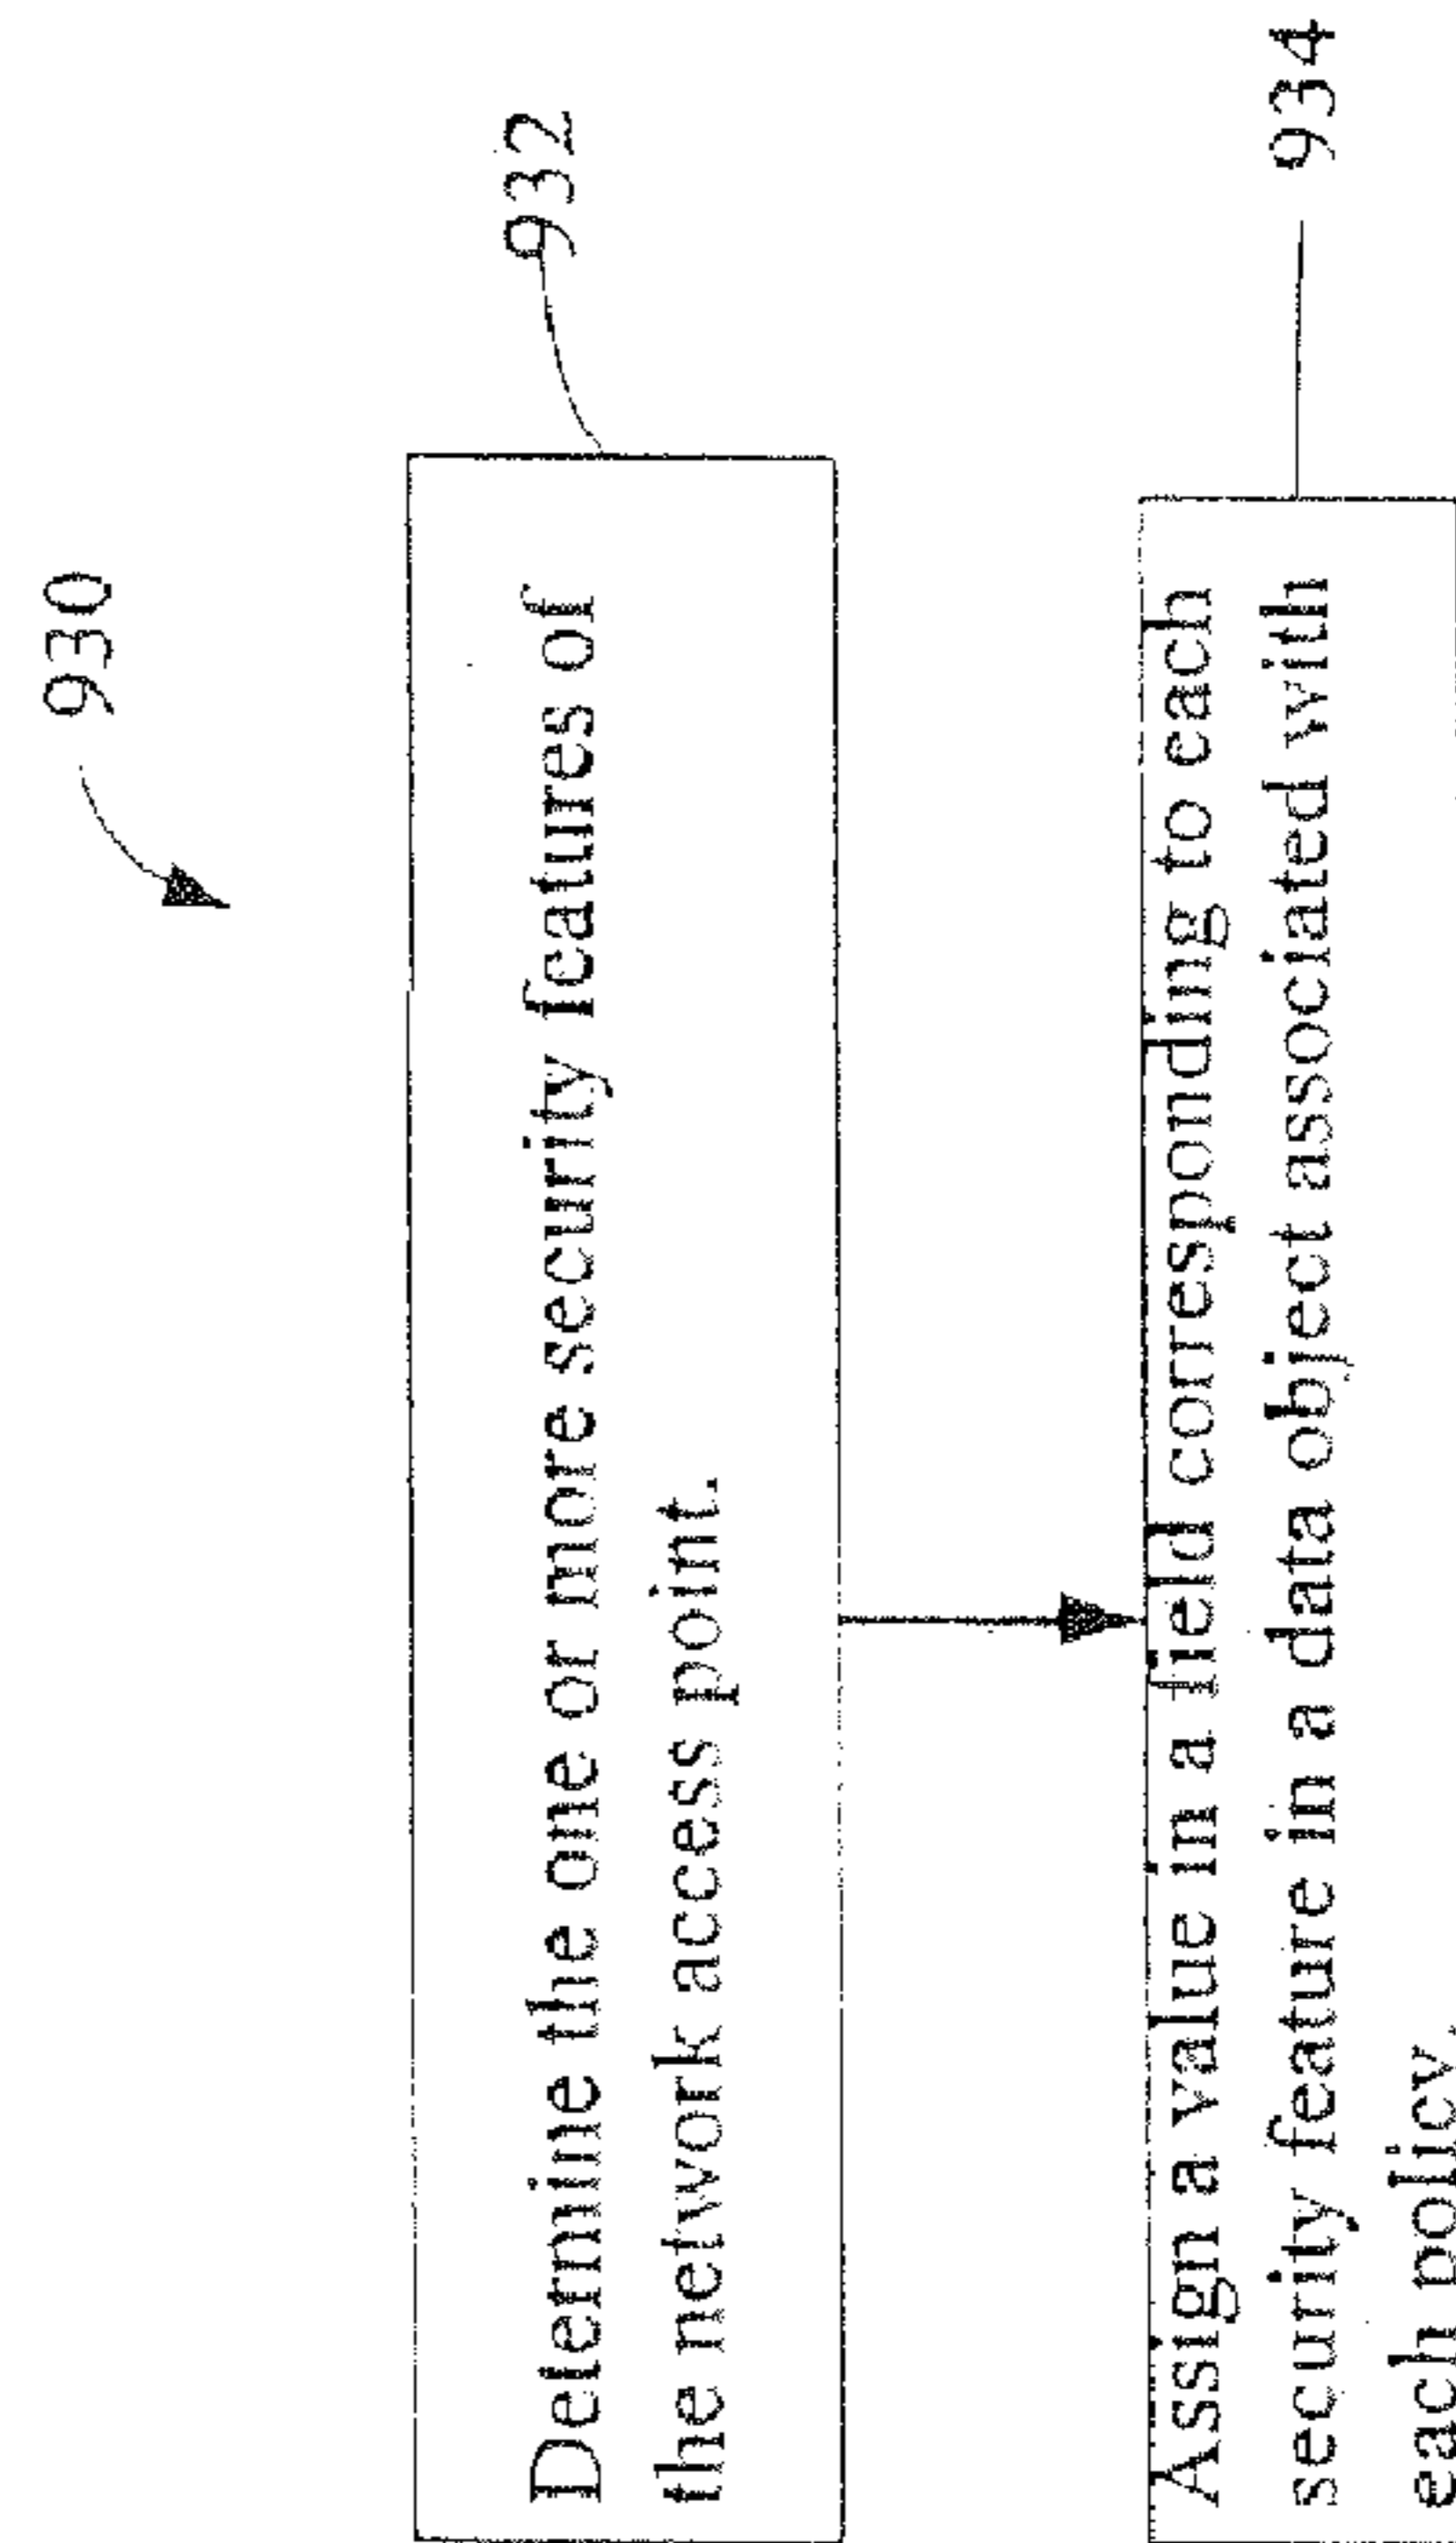 930
932
Determine the one or more security features of
the network access point.
934
Assign a value in a field corresponding to each
security feature in a data object associated with
each policy.